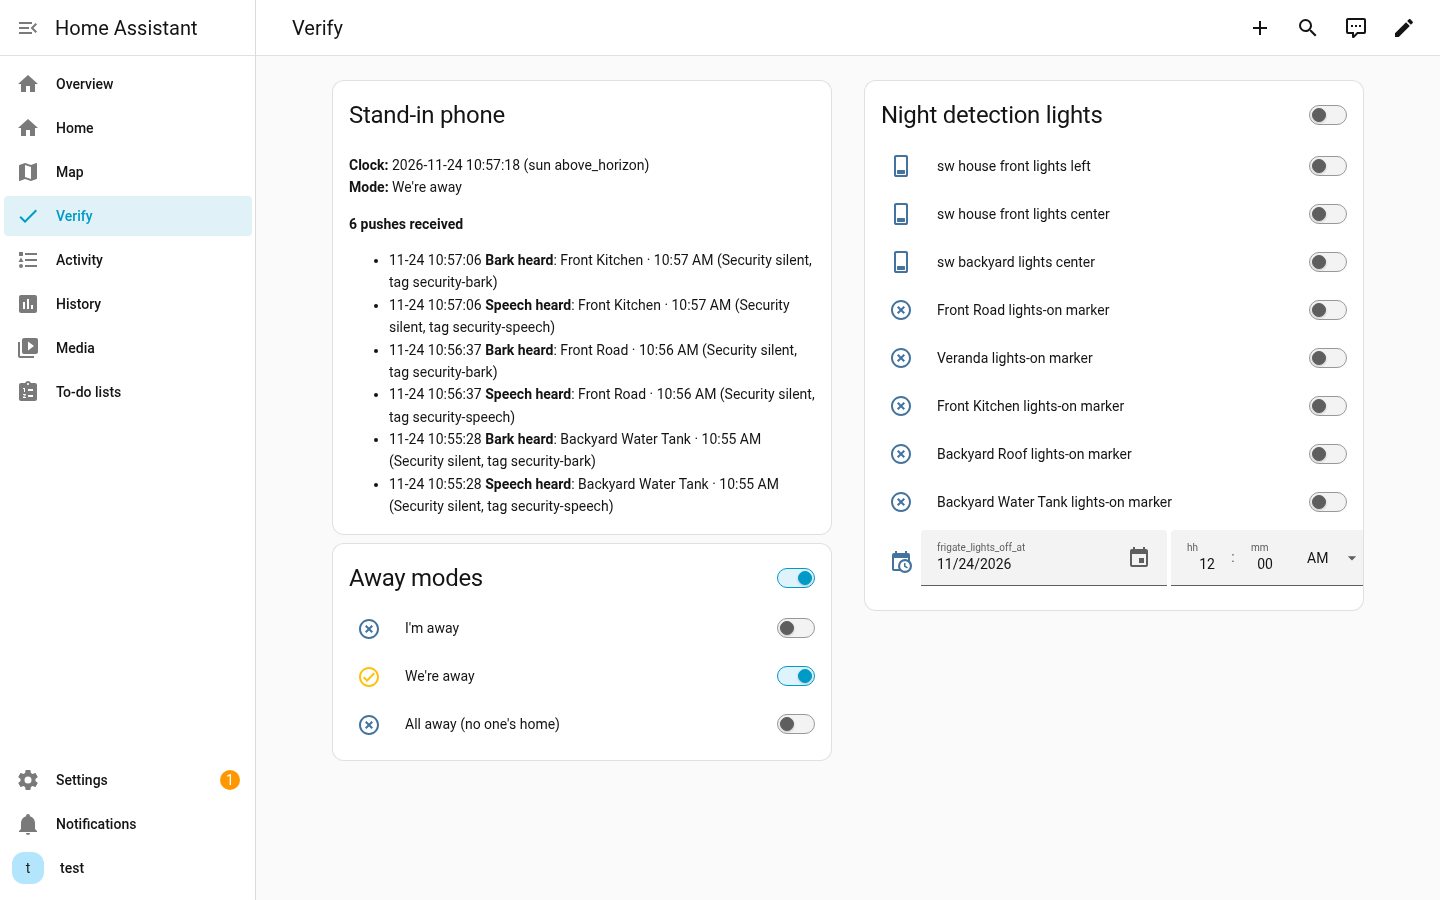 Home Assistant
Overview
Home
Map
Verify
Activity
History
Media
To-do lists
Settings
1
Notifications
t
test
Verify
Stand-in phone
Clock: 2026-11-24 10:57:18 (sun above_horizon)
Mode: We're away
6 pushes received
• 11-24 10:57:06 Bark heard: Front Kitchen · 10:57 AM (Security silent,
tag security-bark)
• 11-24 10:57:06 Speech heard: Front Kitchen · 10:57 AM (Security
silent, tag security-speech)
• 11-24 10:56:37 Bark heard: Front Road · 10:56 AM (Security silent,
tag security-bark)
• 11-24 10:56:37 Speech heard: Front Road · 10:56 AM (Security silent,
tag security-speech)
• 11-24 10:55:28 Bark heard: Backyard Water Tank · 10:55 AM
(Security silent, tag security-bark)
• 11-24 10:55:28 Speech heard: Backyard Water Tank · 10:55 AM
(Security silent, tag security-speech)
Away modes
I'm away
We're away
All away (no one's home)
Night detection lights
sw house front lights left
sw house front lights center
sw backyard lights center
Front Road lights-on marker
Veranda lights-on marker
Front Kitchen lights-on marker
Backyard Roof lights-on marker
Backyard Water Tank lights-on marker
frigate_lights_off_at
11/24/2026
hh mm
12 : 00 AM